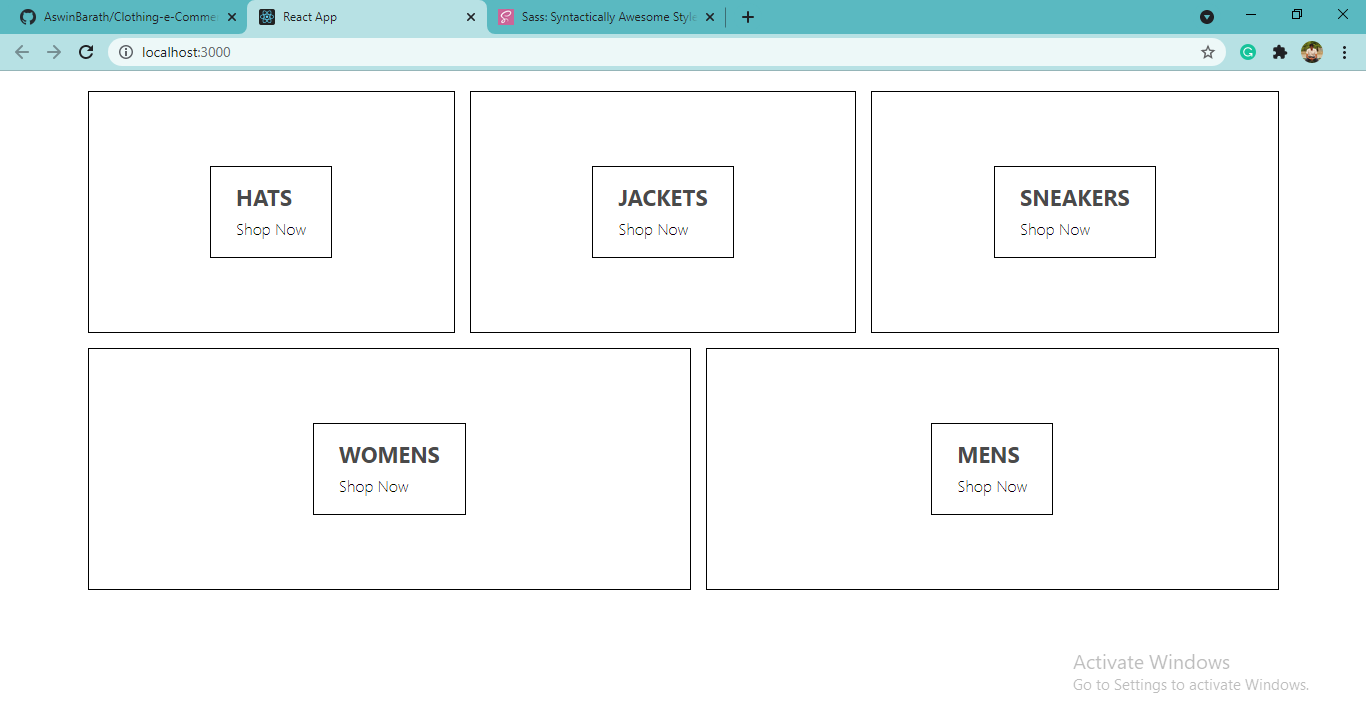 AswinBarath/Clothing-e-Comme
React App
Sass: Syntactically Awesome Style
localhost:3000
HATS
Shop Now
JACKETS
Shop Now
SNEAKERS
Shop Now
WOMENS
Shop Now
MENS
Shop Now
Activate Windows
Go to Settings to activate Windows.